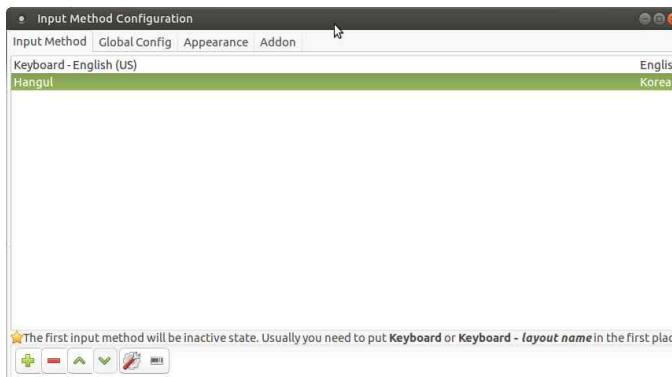 Input Method Configuration
Input Method Global Config Appearance Addon
Keyboard - English (US)
Hangul
The first input method will be inactive state. Usually you need to put Keyboard or Keyboard - layout name in the first